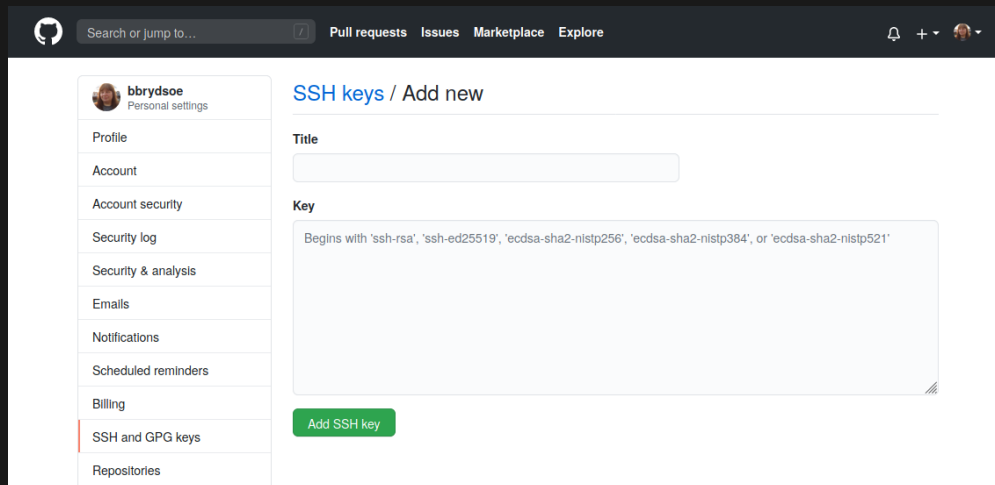 Search or jump to… /
Pull requests Issues Marketplace Explore
bbrydsoe
Personal settings
Profile
Account
Account security
Security log
Security & analysis
Emails
Notifications
Scheduled reminders
Billing
SSH and GPG keys
Repositories
SSH keys / Add new
Title
Key
Begins with 'ssh-rsa', 'ssh-ed25519', 'ecdsa-sha2-nistp256', 'ecdsa-sha2-nistp384', or 'ecdsa-sha2-nistp521'
Add SSH key